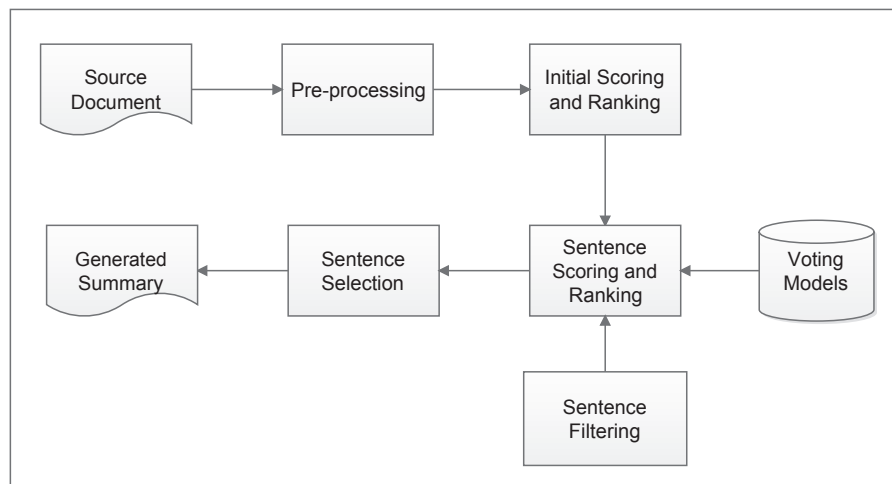 Source
Document
Pre-processing
Initial Scoring
and Ranking
Generated
Summary
Sentence
Selection
Sentence
Scoring and
Ranking
Voting
Models
Sentence
Filtering